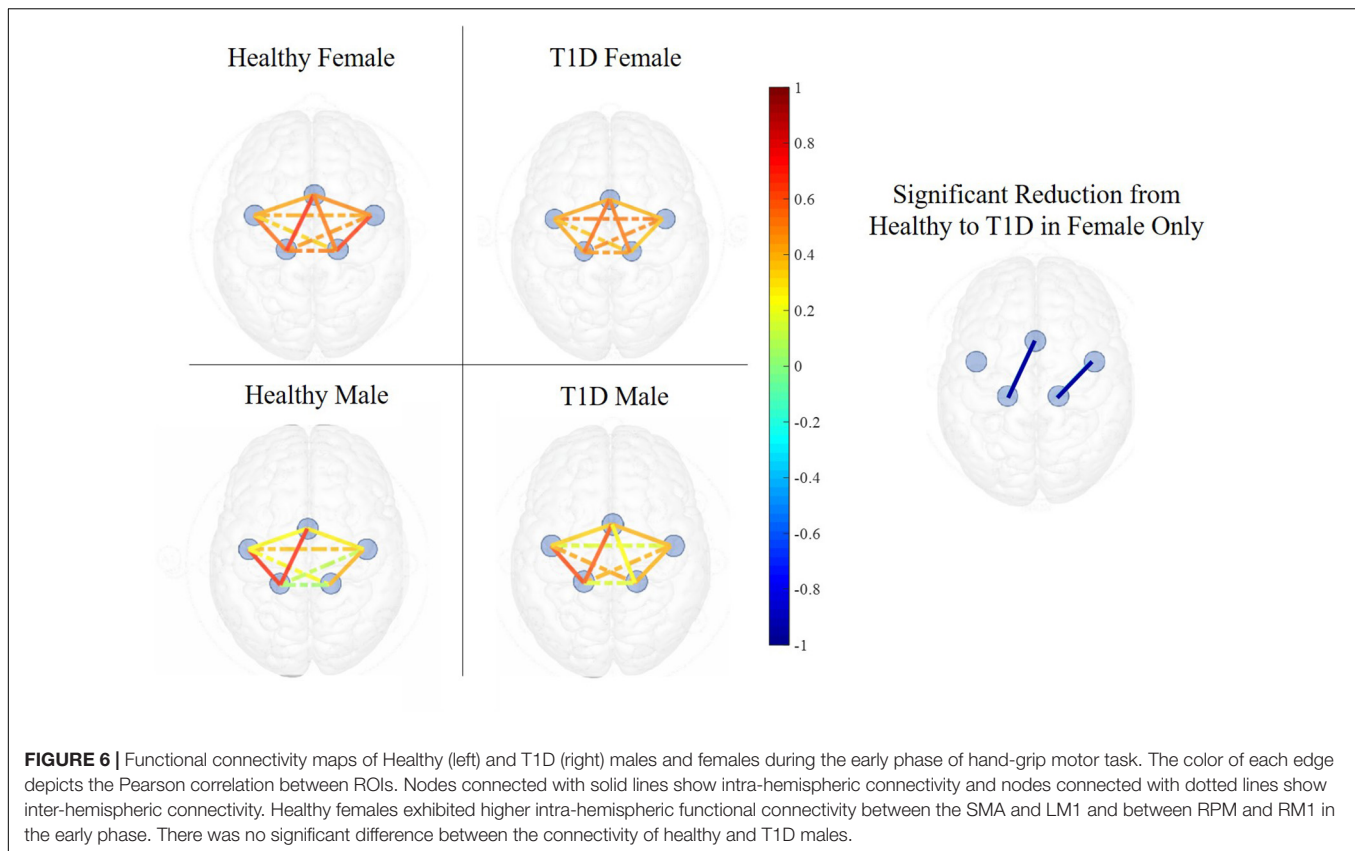 Healthy Female
T1D Female
Healthy Male
T1D Male
1
0.8
0.6
0.4
0.2
0
-0.2
-0.4
-0.6
-0.8
-1
Significant Reduction from
Healthy to T1D in Female Only
FIGURE 6 | Functional connectivity maps of Healthy (left) and T1D (right) males and females during the early phase of hand-grip motor task. The color of each edge
depicts the Pearson correlation between ROIs. Nodes connected with solid lines show intra-hemispheric connectivity and nodes connected with dotted lines show
inter-hemispheric connectivity. Healthy females exhibited higher intra-hemispheric functional connectivity between the SMA and LM1 and between RPM and RM1 in
the early phase. There was no significant difference between the connectivity of healthy and T1D males.